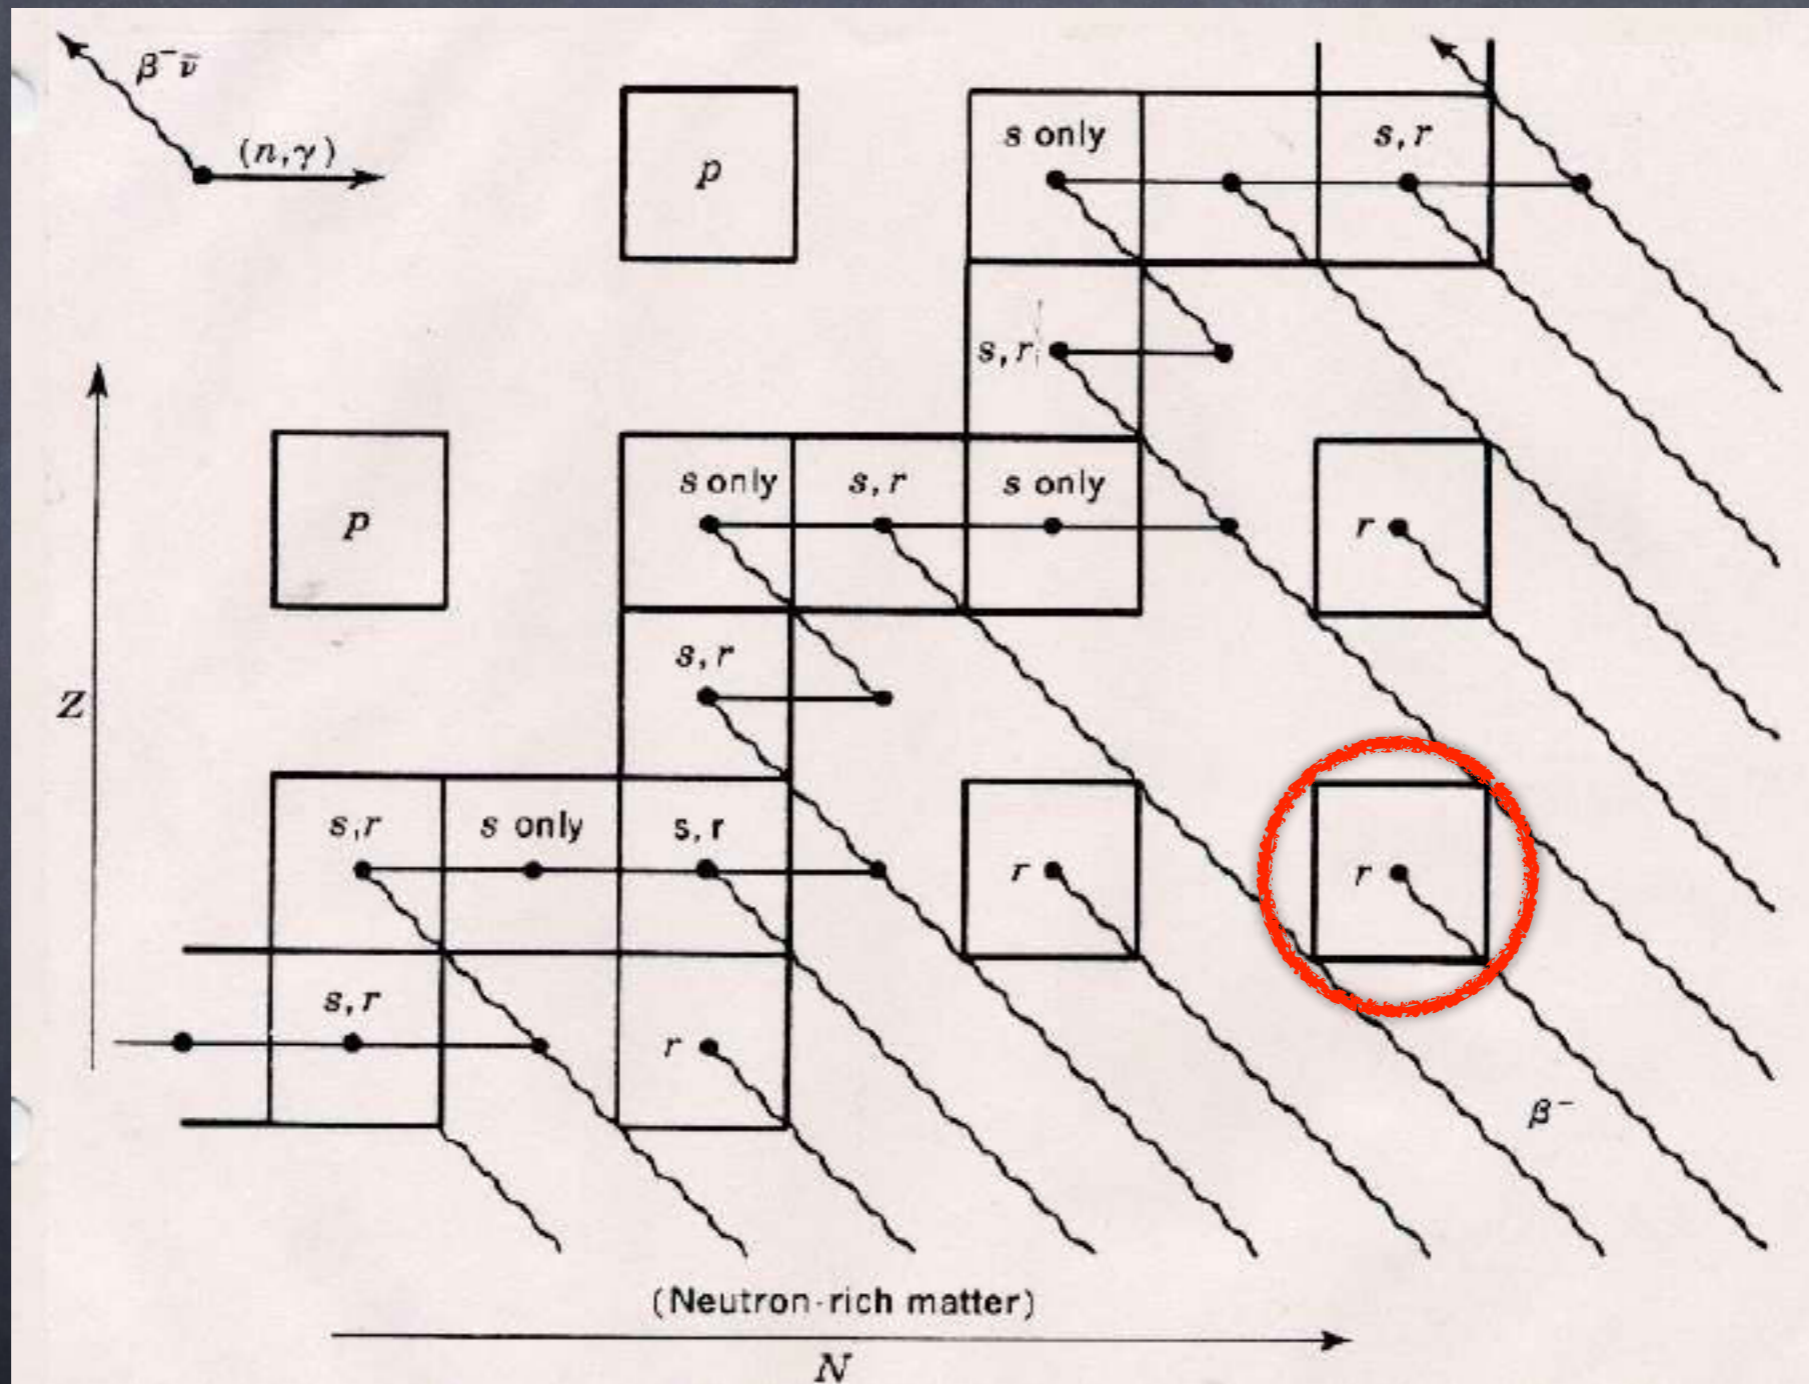 β⁻ν̄
(n,γ)
p
s only
s,r
s,r
p
s only
s,r
s only
r
s,r
Z
s,r
s only
s,r
r
r
s,r
r
β⁻
(Neutron-rich matter)
N